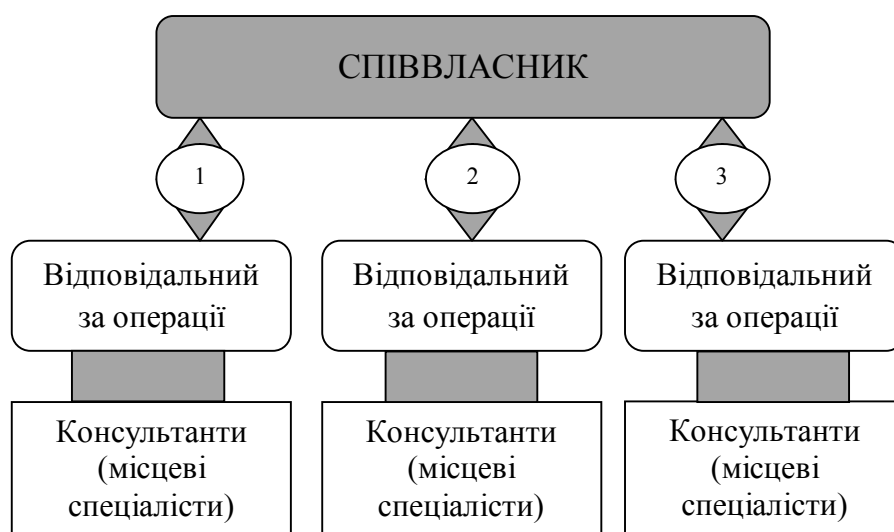 СПІВВЛАСНИК
1
2
3
Відповідальний
за операції
Відповідальний
за операції
Відповідальний
за операції
Консультанти
(місцеві
спеціалісти)
Консультанти
(місцеві
спеціалісти)
Консультанти
(місцеві
спеціалісти)